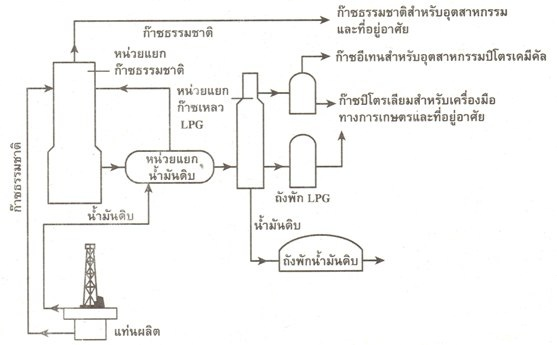 ก๊าซธรรมชาติ
ก๊าซธรรมชาติสำหรับอุตสาหกรรม
และที่อยู่อาศัย
หน่วยแยก
ก๊าซธรรมชาติ
ก๊าซอีเทนสำหรับอุตสาหกรรมปิโตรเคมีคัล
หน่วยแยก
ก๊าซเหลว
LPG
ก๊าซปิโตรเลียมสำหรับเครื่องมือ
ทางการเกษตรและที่อยู่อาศัย
ก๊าซธรรมชาติ
หน่วยแยก
น้ำมันดิบ
ถังพัก LPG
น้ำมันดิบ
น้ำมันดิบ
ถังพักน้ำมันดิบ
แท่นผลิต